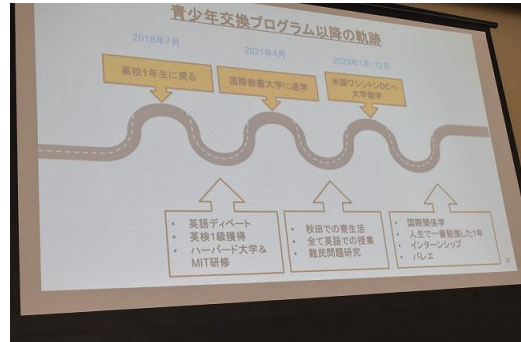 青少年交換プログラム以降の軌跡
2018年7月
2021年4月
2023年1月-12月
高校1年生に戻る
国際教養大学に進学
米国ワシントンDCへ
大学留学
• 英語ディベート
• 英検1級獲得
• ハーバード大学&
MIT研修
• 秋田での寮生活
• 全て英語での授業
• 難民問題研究
• 国際関係学
• 人生で一番勉強した1年
• インターンシップ
• バレエ